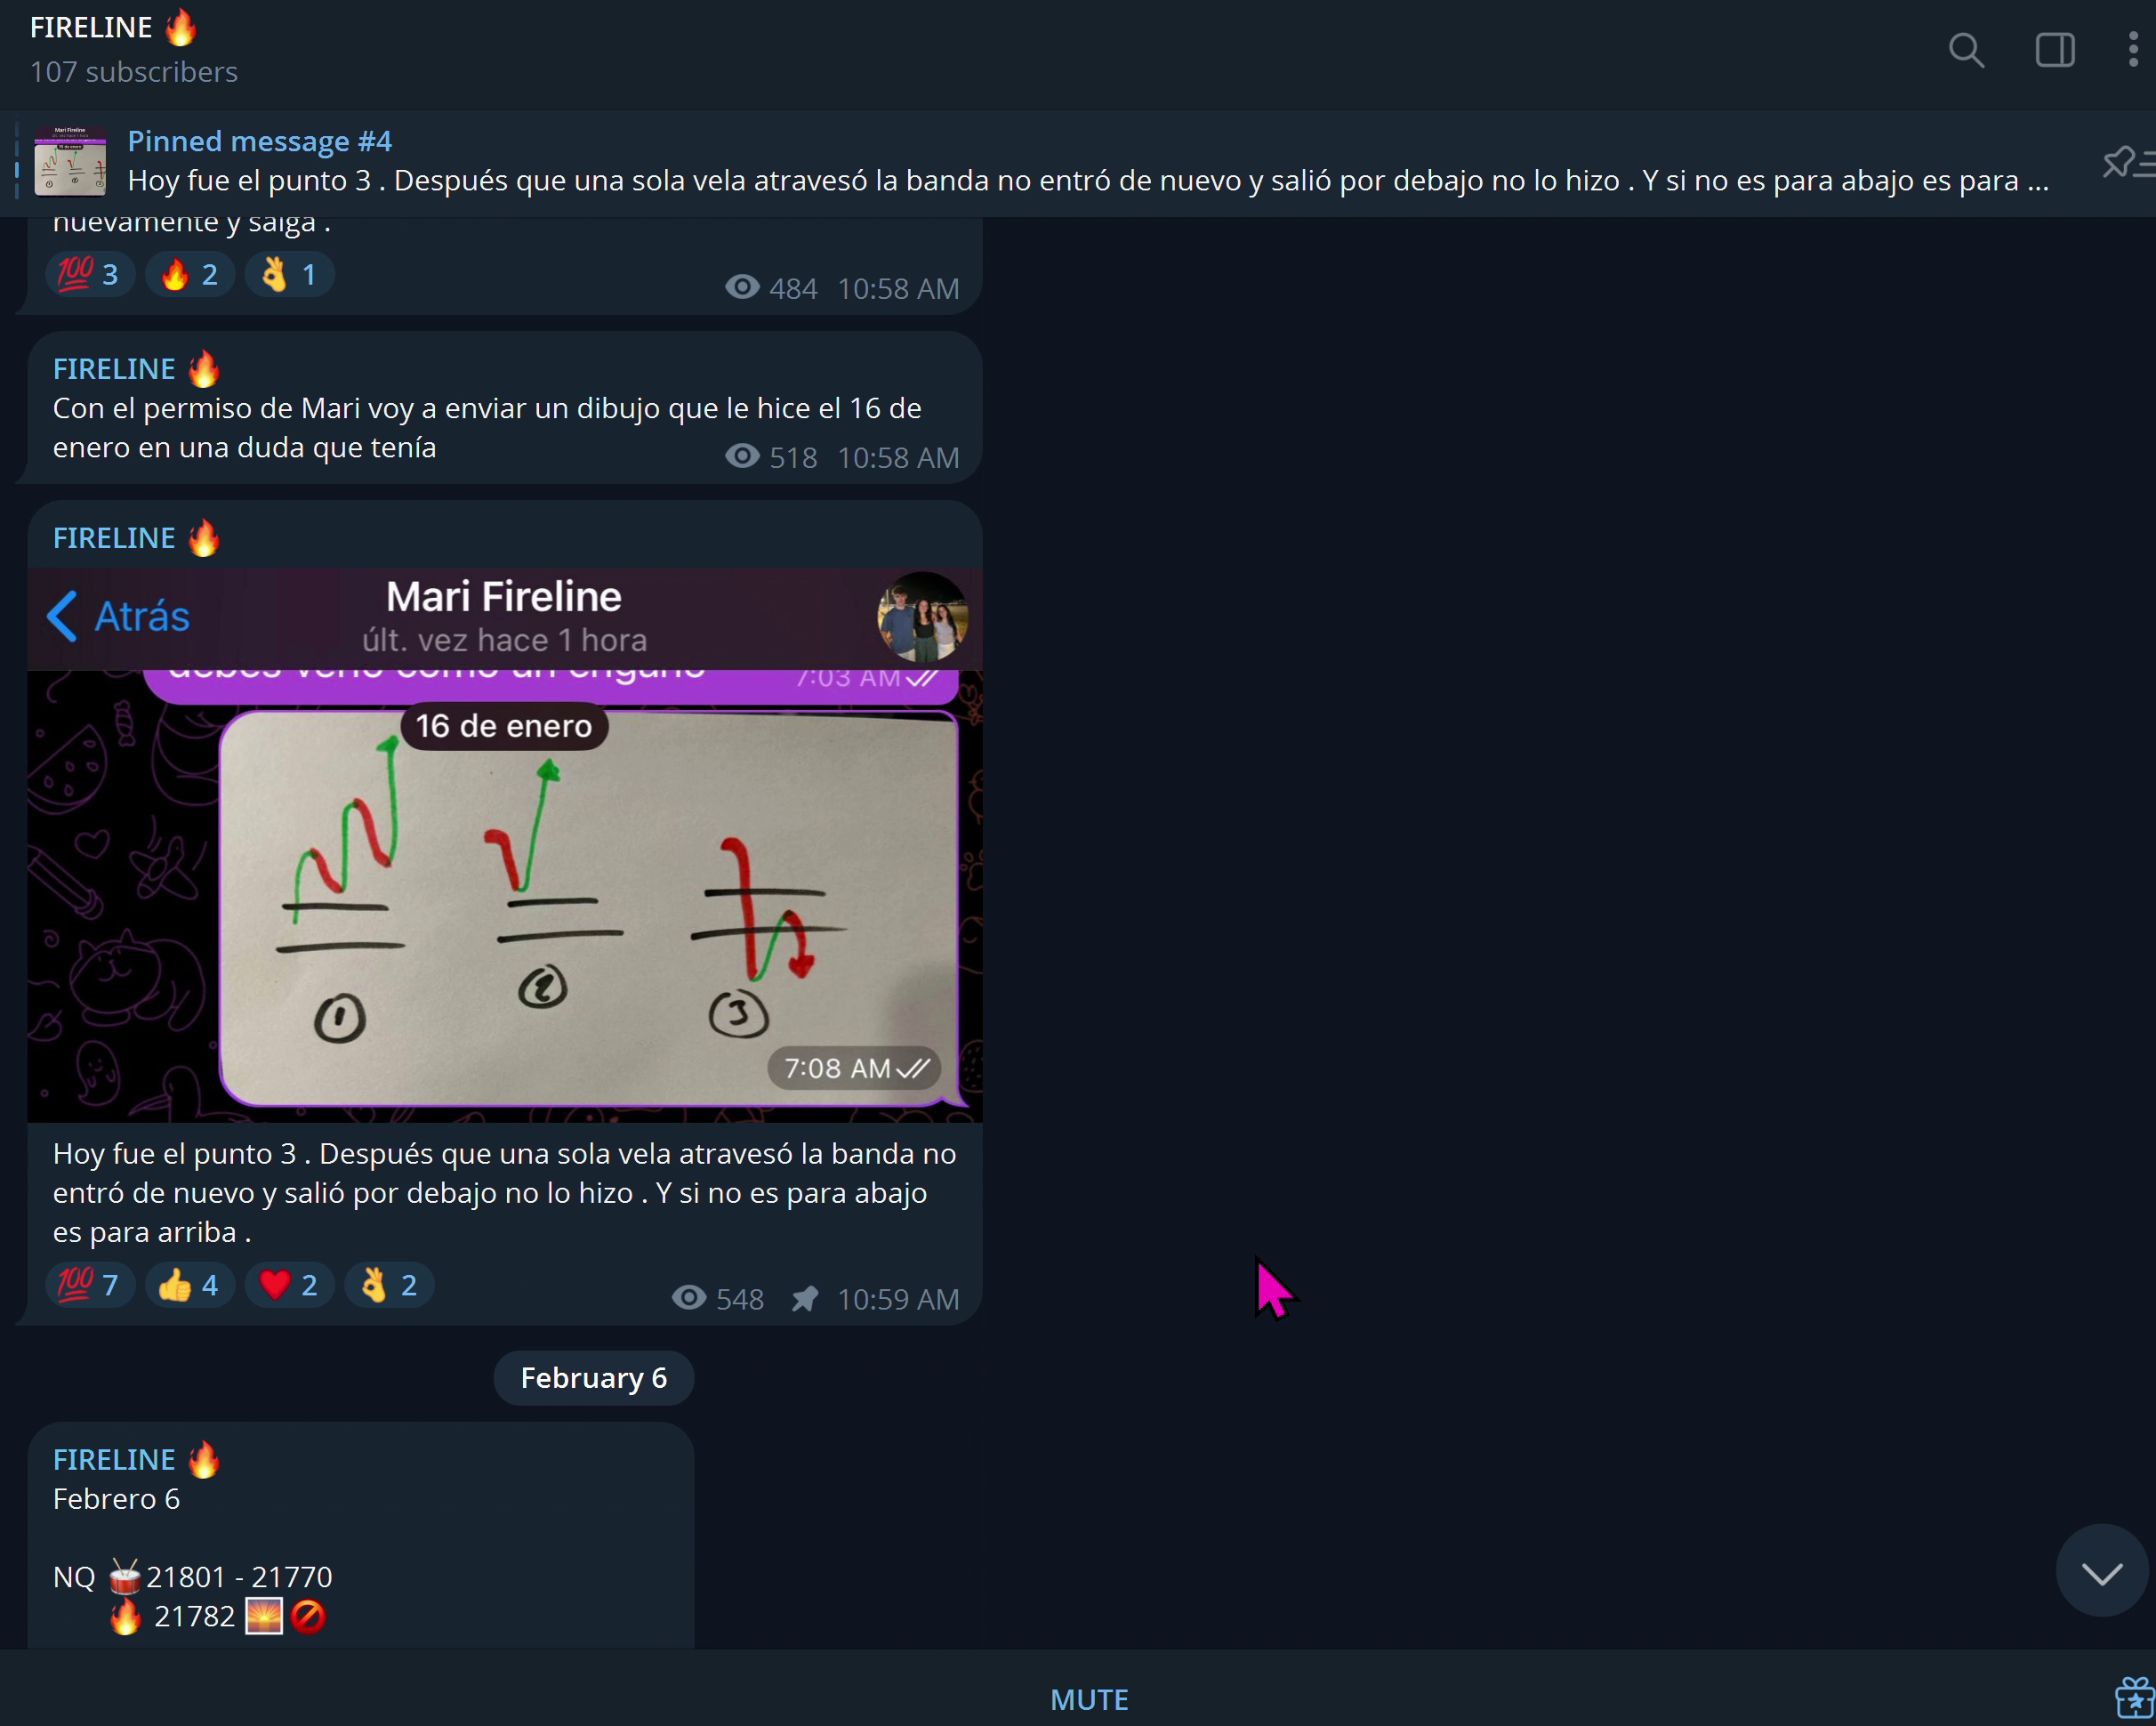 FIRELINE 🔥
107 subscribers
Pinned message #4
Hoy fue el punto 3 . Después que una sola vela atravesó la banda no entró de nuevo y salió por debajo no lo hizo . Y si no es para abajo es para ...
nuevamente y salga .
💯 3 🔥 2 👌 1
484 10:58 AM
FIRELINE 🔥
Con el permiso de Mari voy a enviar un dibujo que le hice el 16 de
enero en una duda que tenía
518 10:58 AM
FIRELINE 🔥
Atrás
Mari Fireline
últ. vez hace 1 hora
debes verlo como un engaño
7:03 AM
16 de enero
1
2
3
7:08 AM
Hoy fue el punto 3 . Después que una sola vela atravesó la banda no
entró de nuevo y salió por debajo no lo hizo . Y si no es para abajo
es para arriba .
💯 7 👍 4 ❤️ 2 👌 2
548 10:59 AM
February 6
FIRELINE 🔥
Febrero 6
NQ 🥁 21801 - 21770
🔥 21782 🌅 🚫
MUTE